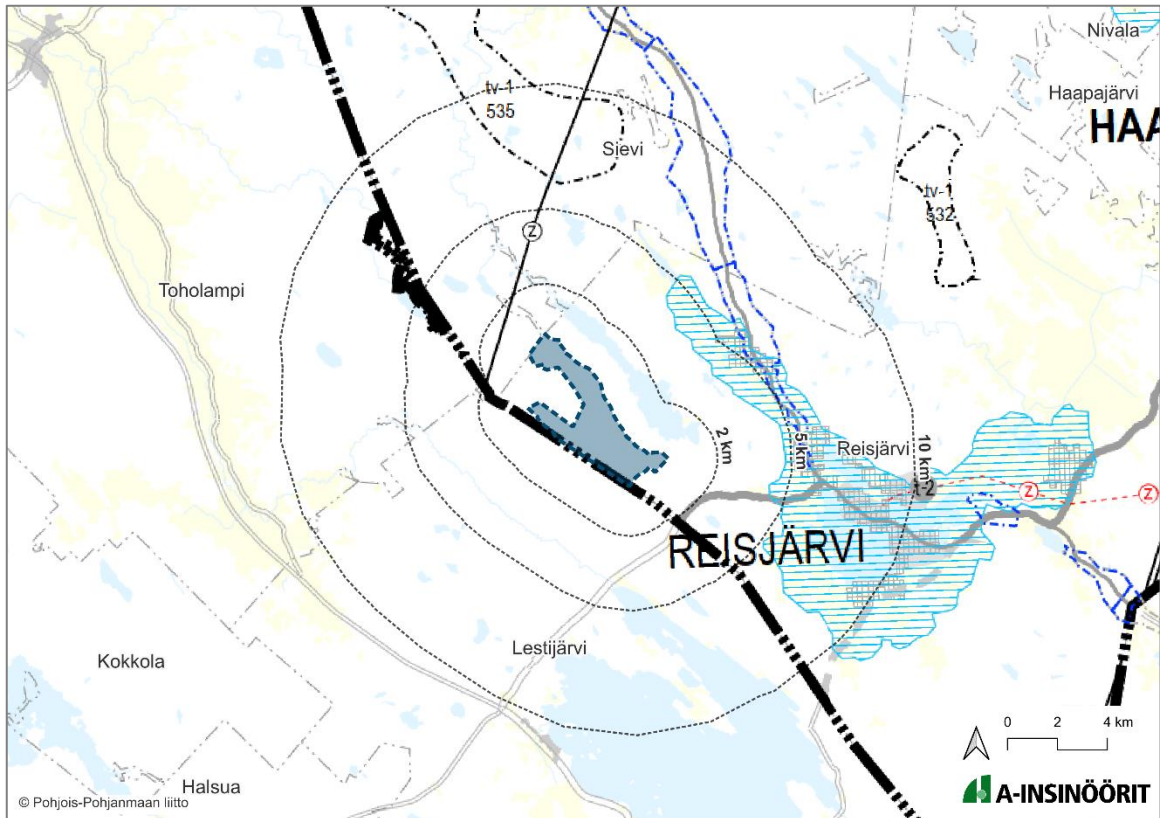 Nivala
Haapajärvi
HAA
tv-1
535
Sievi
tv-1
532
Z
Toholampi
2 km
5 km
10 km
Reisjärvi
t-2
Z
Z
REISJÄRVI
Lestijärvi
Kokkola
Halsua
0 2 4 km
© Pohjois-Pohjanmaan liitto
A-INSINÖÖRIT